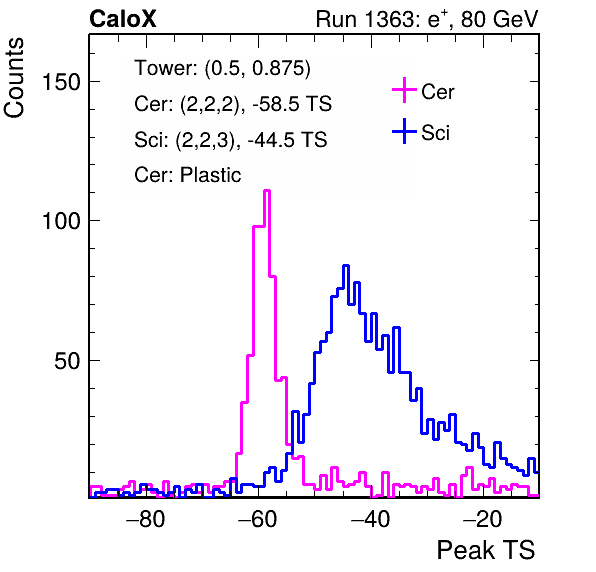 CaloX Run 1363: e⁺, 80 GeV
Counts
Tower: (0.5, 0.875)
Cer: (2,2,2), -58.5 TS
Sci: (2,2,3), -44.5 TS
Cer: Plastic
Cer
Sci
150
100
50
−80 −60 −40 −20
Peak TS